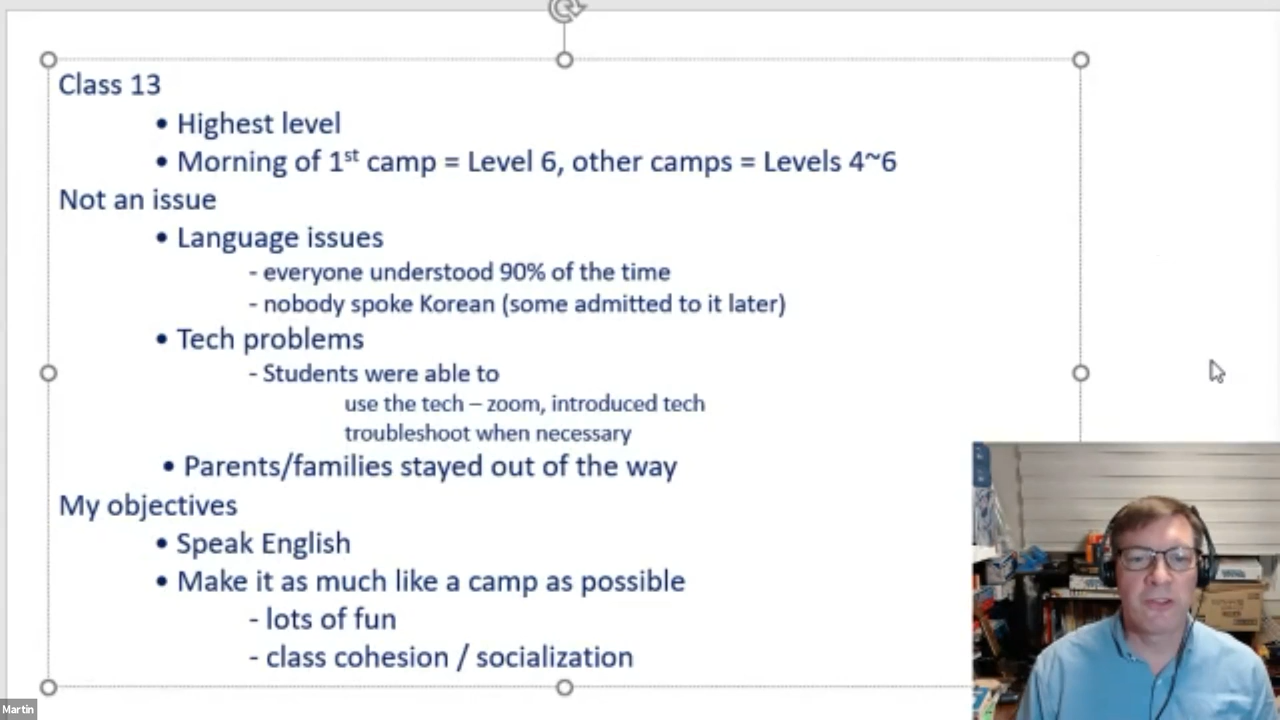 Class 13
• Highest level
• Morning of 1st camp = Level 6, other camps = Levels 4~6
Not an issue
• Language issues
- everyone understood 90% of the time
- nobody spoke Korean (some admitted to it later)
• Tech problems
- Students were able to
use the tech – zoom, introduced tech
troubleshoot when necessary
• Parents/families stayed out of the way
My objectives
• Speak English
• Make it as much like a camp as possible
- lots of fun
- class cohesion / socialization
Martin